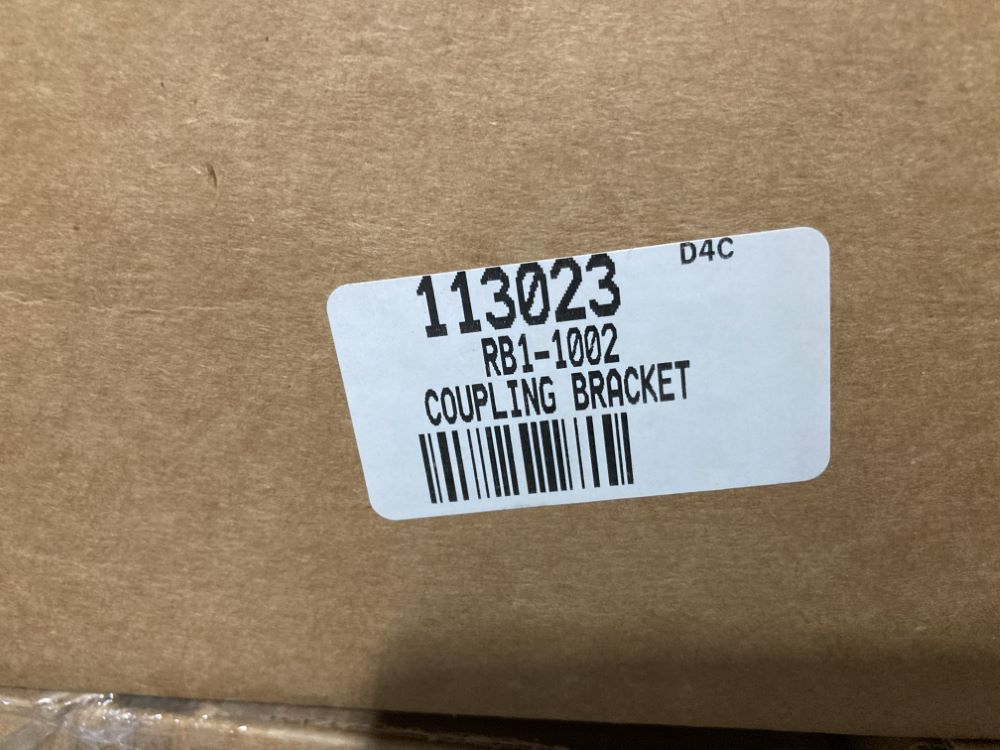 D4C
113023
RB1-1002
COUPLING BRACKET